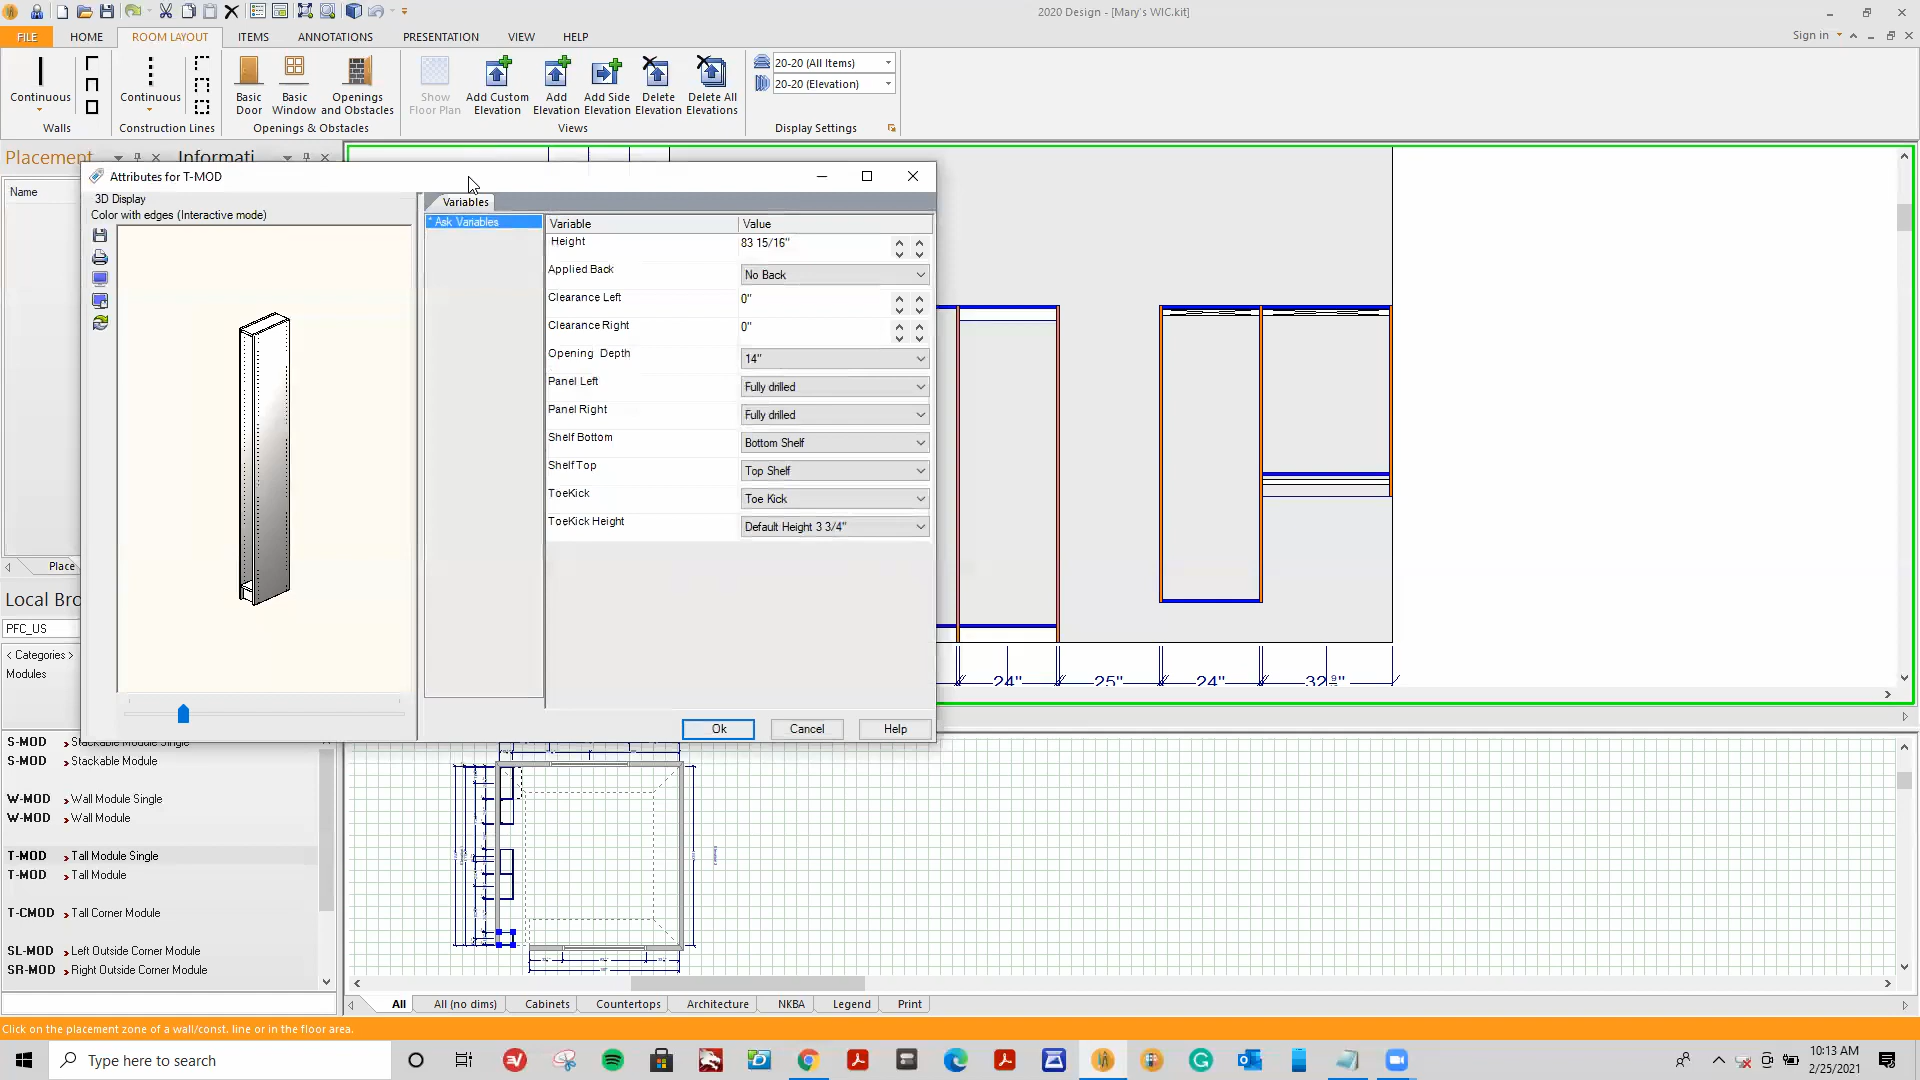 2020 Design - [Mary's WIC.kit]
FILE
HOME
ROOM LAYOUT
ITEMS
ANNOTATIONS
PRESENTATION
VIEW
HELP
Sign in
Continuous
Walls
Continuous
Construction Lines
Basic Door
Basic Window
Openings and Obstacles
Openings & Obstacles
Show Floor Plan
Add Custom Elevation
Add Elevation
Add Side Elevation
Delete Elevation
Delete All Elevations
Views
20-20 (All Items)
20-20 (Elevation)
Display Settings
Placement
Informati
Name
Place
Local Bro
PFC_US
< Categories >
Modules
Attributes for T-MOD
3D Display
Color with edges (Interactive mode)
Variables
* Ask Variables
Variable Value
Height 83 15/16"
Applied Back No Back
Clearance Left 0"
Clearance Right 0"
Opening Depth 14"
Panel Left Fully drilled
Panel Right Fully drilled
Shelf Bottom Bottom Shelf
Shelf Top Top Shelf
ToeKick Toe Kick
ToeKick Height Default Height 3 3/4"
Ok
Cancel
Help
24"
25"
24"
32 9/16"
S-MOD Stackable Module Single
S-MOD Stackable Module
W-MOD Wall Module Single
W-MOD Wall Module
T-MOD Tall Module Single
T-MOD Tall Module
T-CMOD Tall Corner Module
SL-MOD Left Outside Corner Module
SR-MOD Right Outside Corner Module
All
All (no dims)
Cabinets
Countertops
Architecture
NKBA
Legend
Print
Click on the placement zone of a wall/const. line or in the floor area.
Type here to search
10:13 AM
2/25/2021